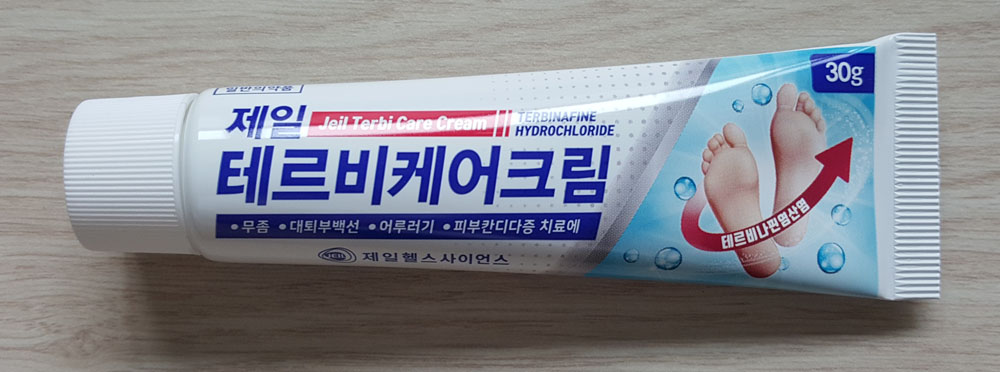 일반의약품
제일 Jeil Terbi Care Cream
TERBINAFINE
HYDROCHLORIDE
테르비케어크림
• 무좀 • 대퇴부백선 • 어루러기 • 피부칸디다증 치료에
제일헬스사이언스
30g
테르비나핀염산염